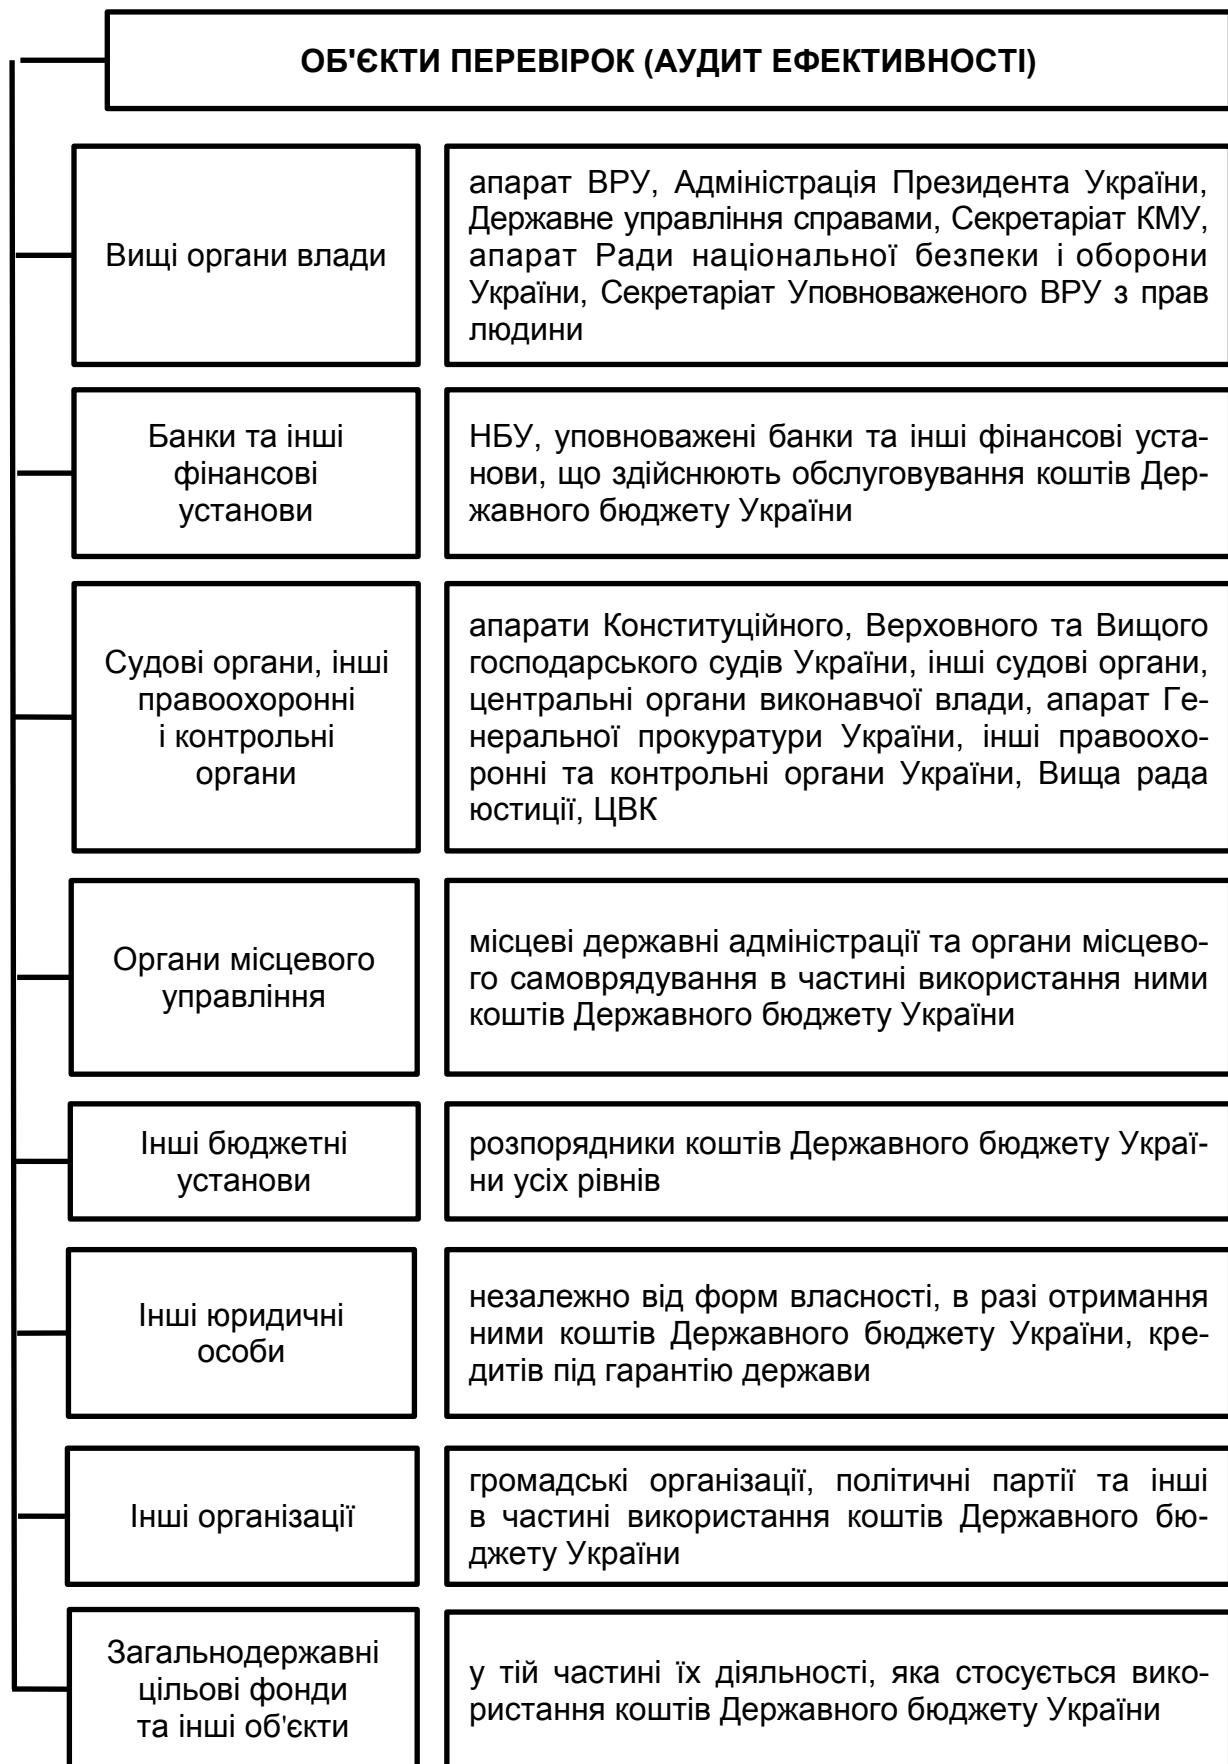 ОБ'ЄКТИ ПЕРЕВІРОК (АУДИТ ЕФЕКТИВНОСТІ)
Вищі органи влади
апарат ВРУ, Адміністрація Президента України,
Державне управління справами, Секретаріат КМУ,
апарат Ради національної безпеки і оборони
України, Секретаріат Уповноваженого ВРУ з прав
людини
Банки та інші
фінансові
установи
НБУ, уповноважені банки та інші фінансові уста-
нови, що здійснюють обслуговування коштів Дер-
жавного бюджету України
Судові органи, інші
правоохоронні
і контрольні
органи
апарати Конституційного, Верховного та Вищого
господарського судів України, інші судові органи,
центральні органи виконавчої влади, апарат Ге-
неральної прокуратури України, інші правоохо-
ронні та контрольні органи України, Вища рада
юстиції, ЦВК
Органи місцевого
управління
місцеві державні адміністрації та органи місцево-
го самоврядування в частині використання ними
коштів Державного бюджету України
Інші бюджетні
установи
розпорядники коштів Державного бюджету Украї-
ни усіх рівнів
Інші юридичні
особи
незалежно від форм власності, в разі отримання
ними коштів Державного бюджету України, кре-
дитів під гарантію держави
Інші організації
громадські організації, політичні партії та інші
в частині використання коштів Державного бю-
джету України
Загальнодержавні
цільові фонди
та інші об'єкти
у тій частині їх діяльності, яка стосується вико-
ристання коштів Державного бюджету України